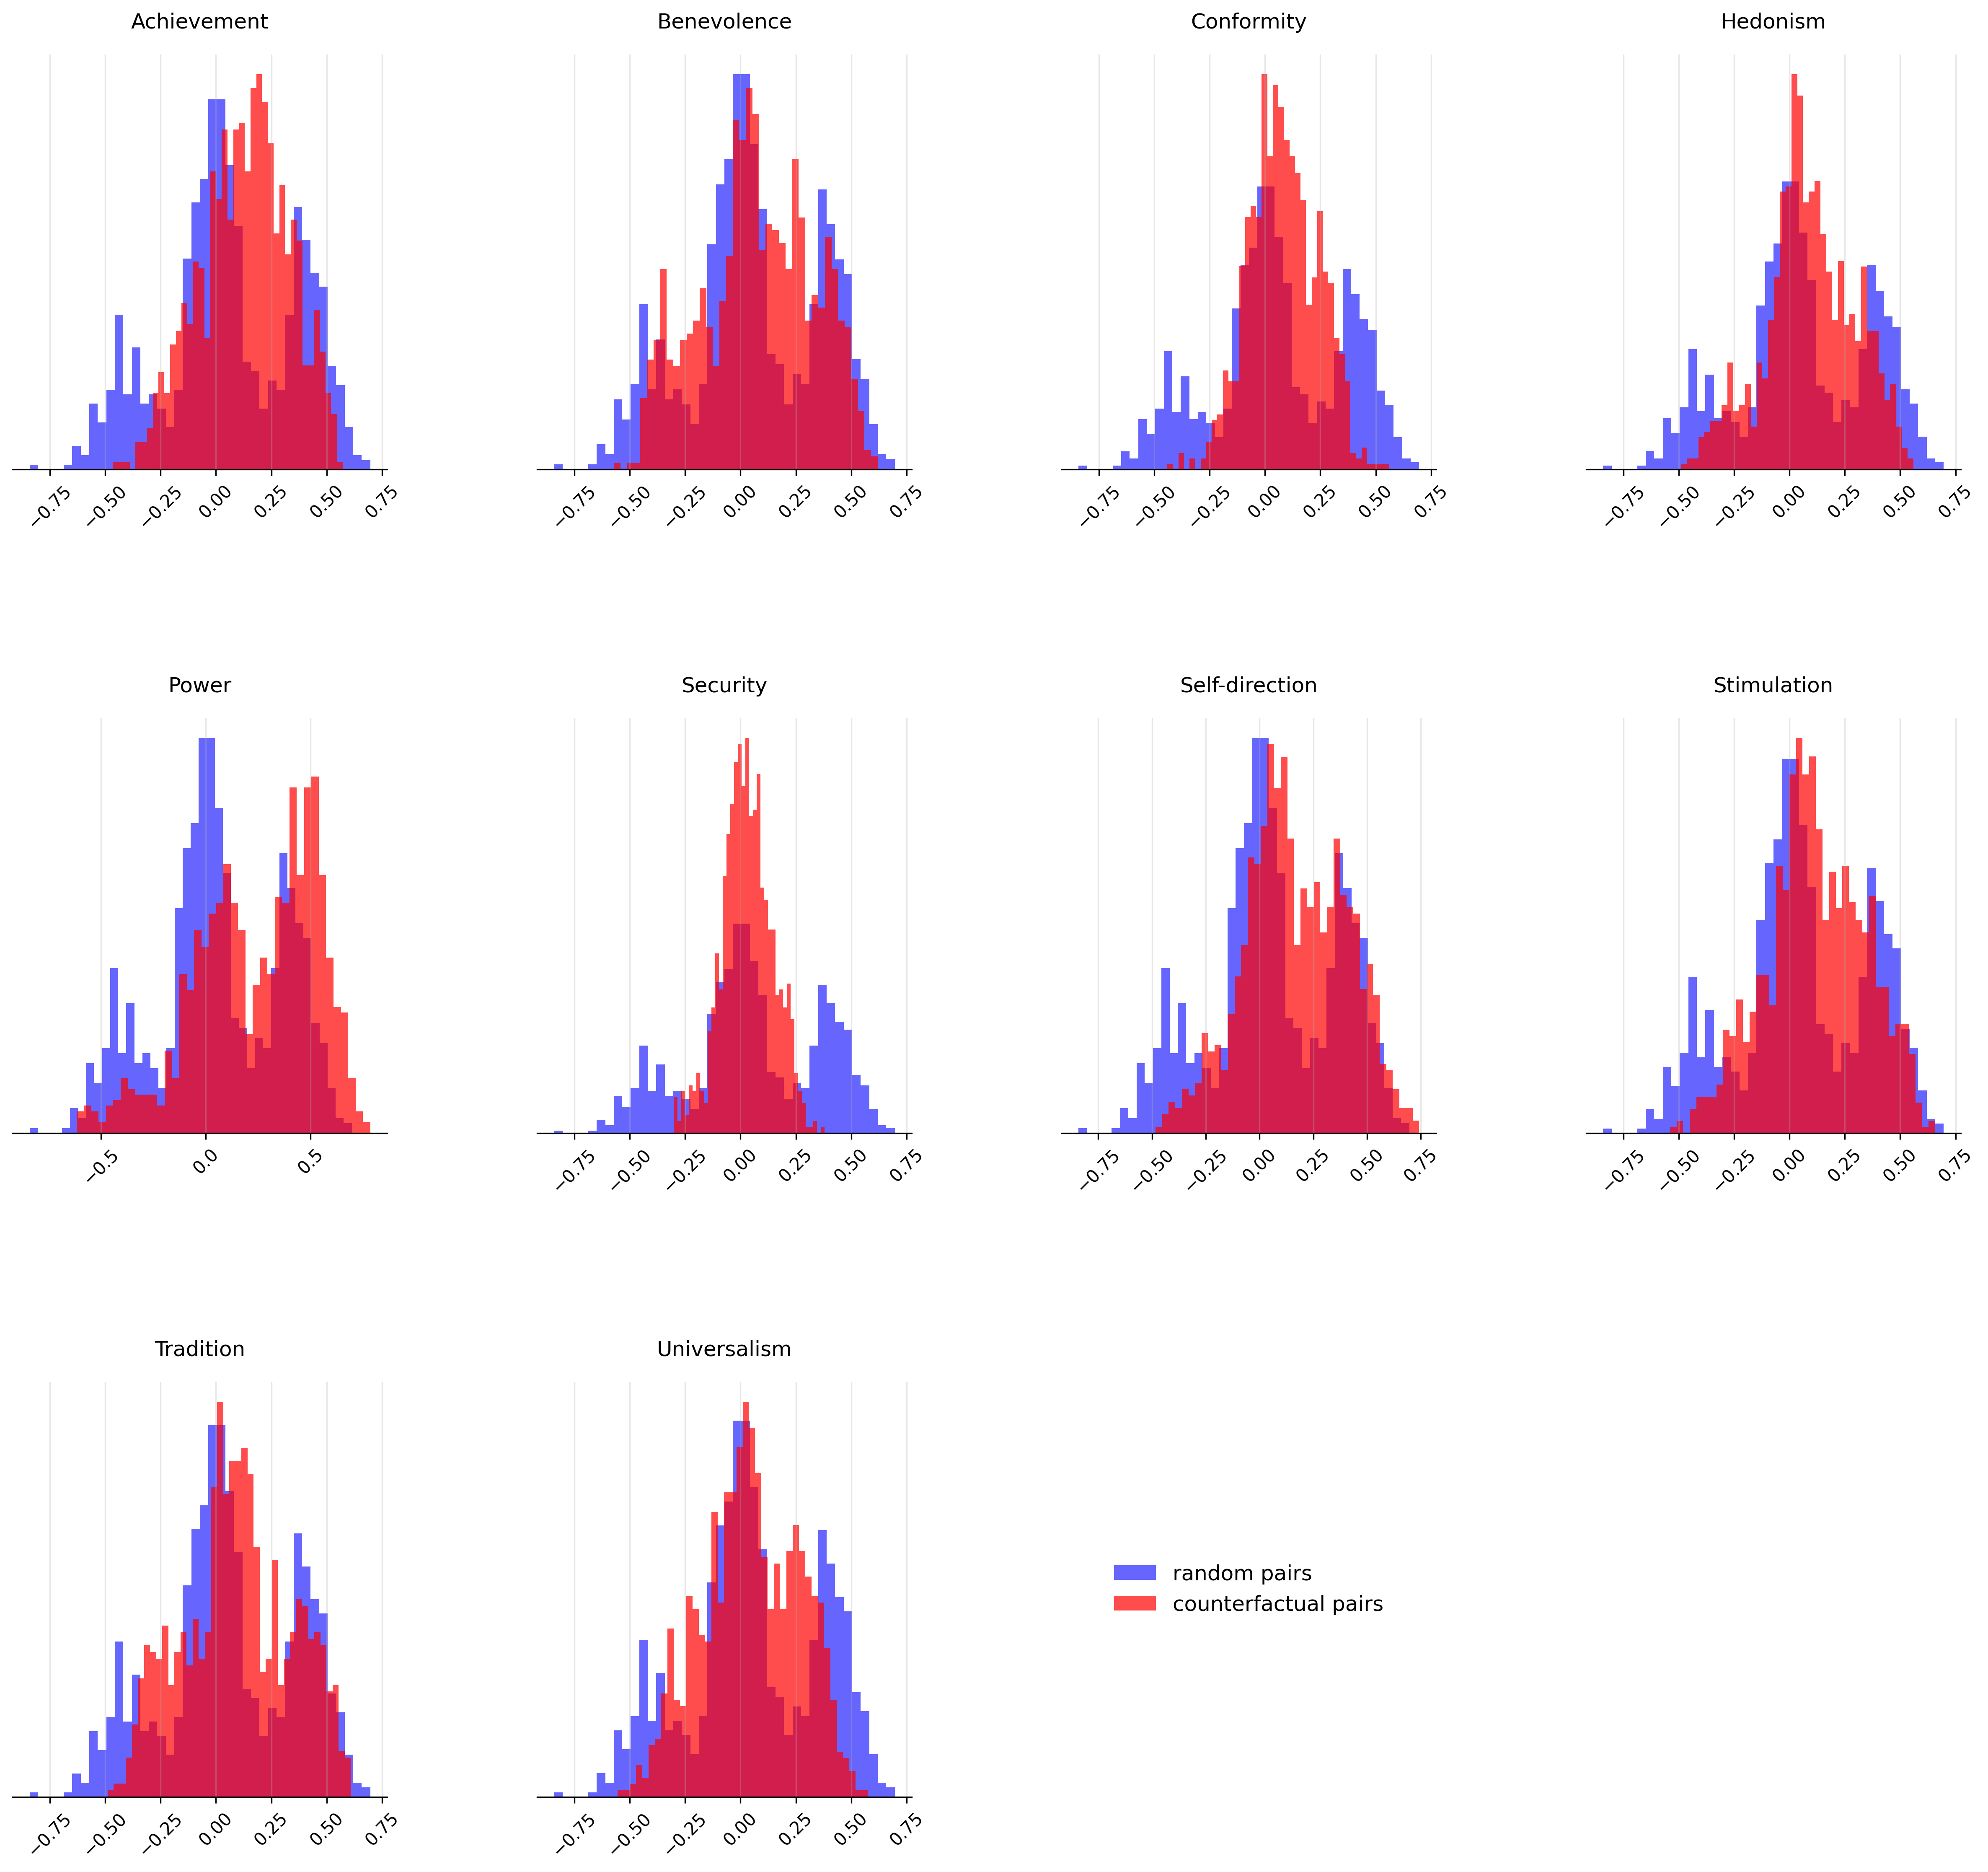 Achievement Benevolence Conformity Hedonism
−0.75 −0.50 −0.25 0.00 0.25 0.50 0.75 −0.75 −0.50 −0.25 0.00 0.25 0.50 0.75 −0.75 −0.50 −0.25 0.00 0.25 0.50 0.75 −0.75 −0.50 −0.25 0.00 0.25 0.50 0.75
Power Security Self-direction Stimulation
−0.5 0.0 0.5 −0.75 −0.50 −0.25 0.00 0.25 0.50 0.75 −0.75 −0.50 −0.25 0.00 0.25 0.50 0.75 −0.75 −0.50 −0.25 0.00 0.25 0.50 0.75
Tradition Universalism
random pairs
counterfactual pairs
−0.75 −0.50 −0.25 0.00 0.25 0.50 0.75 −0.75 −0.50 −0.25 0.00 0.25 0.50 0.75